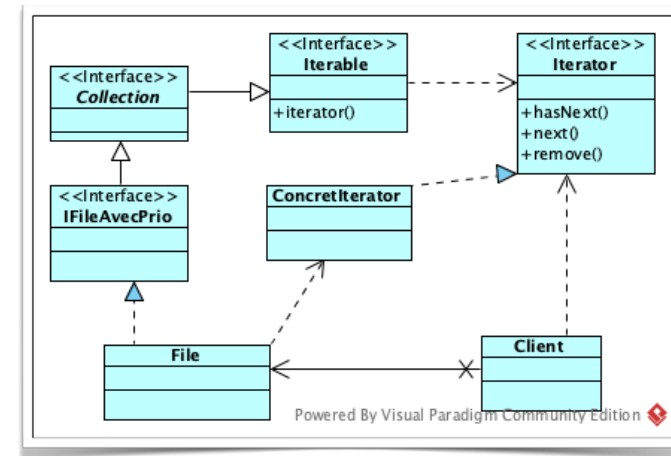 <<Interface>>
Collection
<<Interface>>
Iterable
+iterator()
<<Interface>>
Iterator
+hasNext()
+next()
+remove()
<<Interface>>
IFileAvecPrio
ConcretIterator
File
Client
Powered By Visual Paradigm Community Edition